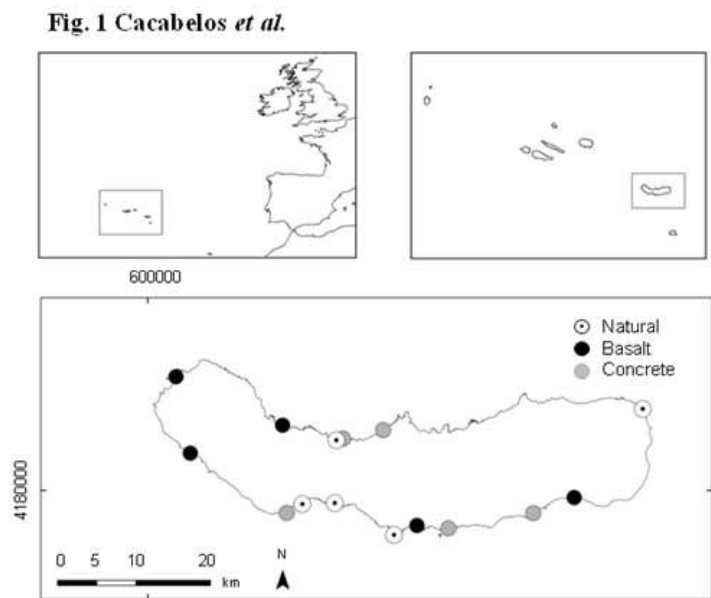 Fig. 1 Cacabelos et al.
600000
Natural
Basalt
Concrete
4180000
0 5 10 20
km
N